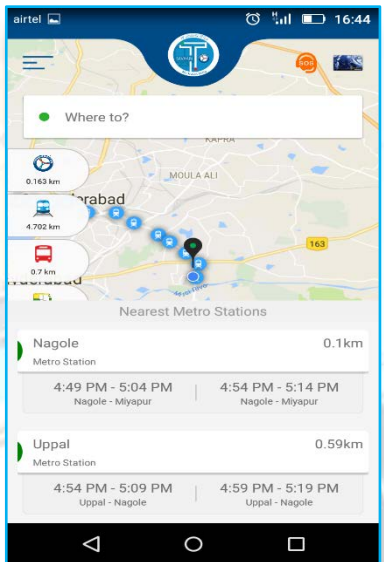 airtel 16:44
SOS
Where to?
KAPRA
0.163 km
MOULA ALI
4.702 km
163
0.7 km
Nearest Metro Stations
Nagole 0.1km
Metro Station
4:49 PM - 5:04 PM 4:54 PM - 5:14 PM
Nagole - Miyapur Nagole - Miyapur
Uppal 0.59km
Metro Station
4:54 PM - 5:09 PM 4:59 PM - 5:19 PM
Uppal - Nagole Uppal - Nagole